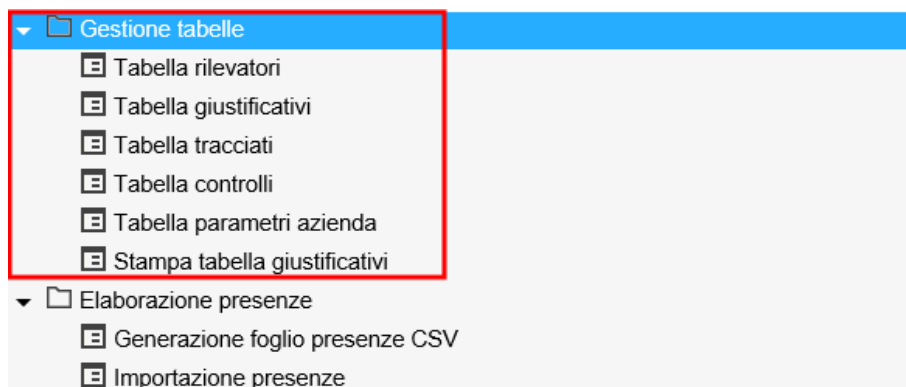 Gestione tabelle
Tabella rilevatori
Tabella giustificativi
Tabella tracciati
Tabella controlli
Tabella parametri azienda
Stampa tabella giustificativi
Elaborazione presenze
Generazione foglio presenze CSV
Importazione presenze